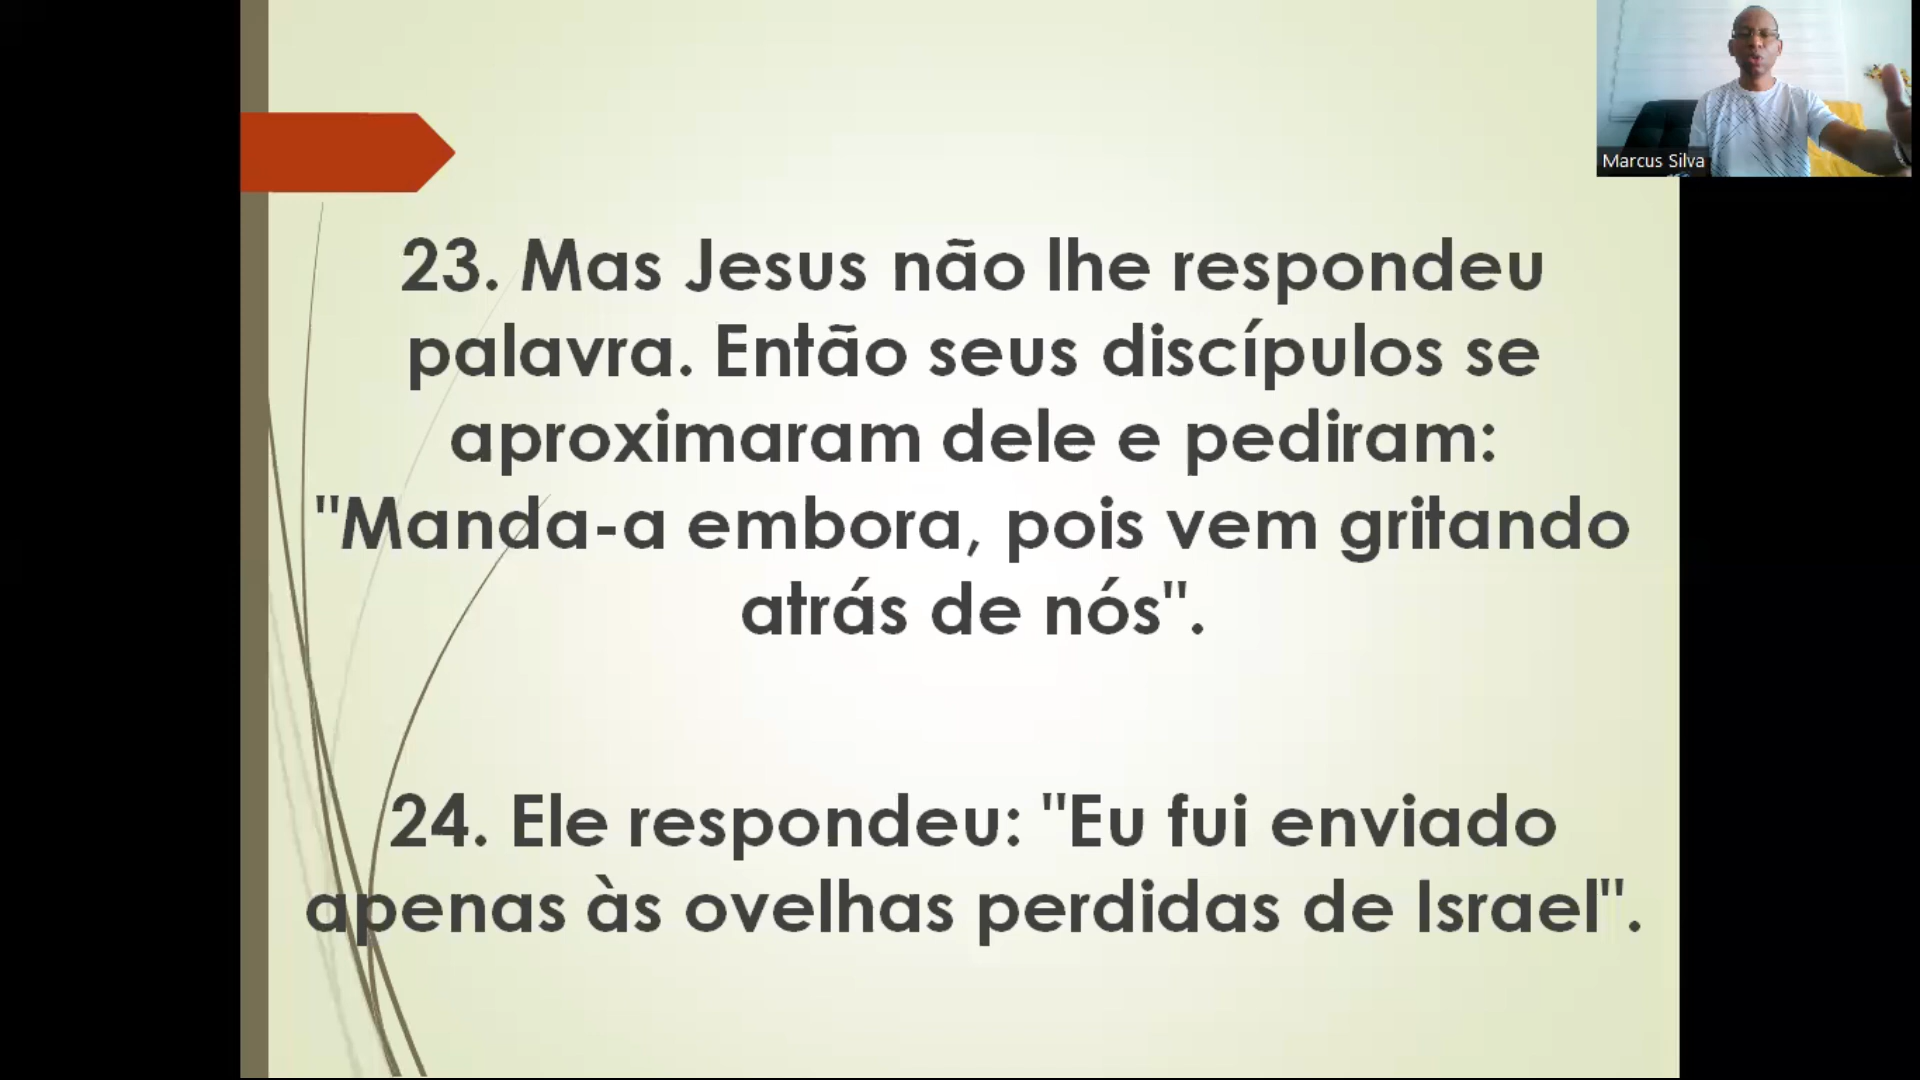 Marcus Silva
23. Mas Jesus não lhe respondeu
palavra. Então seus discípulos se
aproximaram dele e pediram:
"Manda-a embora, pois vem gritando
atrás de nós".
24. Ele respondeu: "Eu fui enviado
apenas às ovelhas perdidas de Israel".